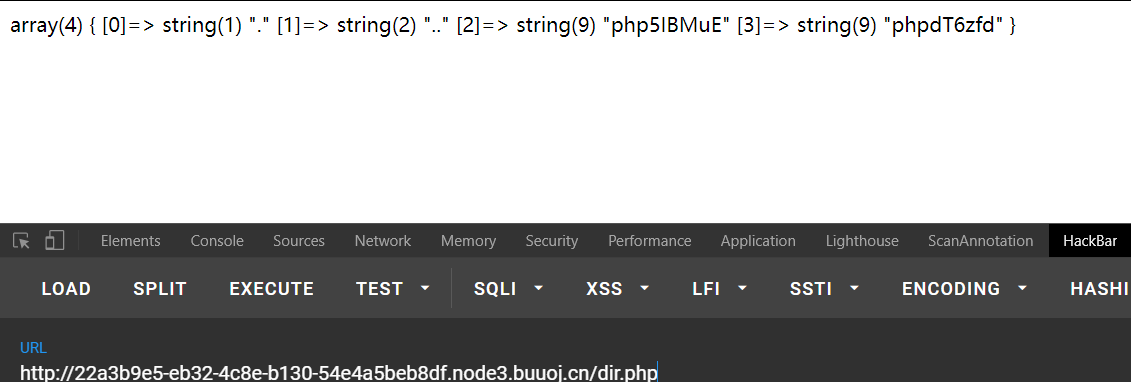 array(4) { [0]=> string(1) "." [1]=> string(2) ".." [2]=> string(9) "php5IBMuE" [3]=> string(9) "phpdT6zfd" }
Elements Console Sources Network Memory Security Performance Application Lighthouse ScanAnnotation HackBar
LOAD SPLIT EXECUTE TEST SQLI XSS LFI SSTI ENCODING HASHI
URL
http://22a3b9e5-eb32-4c8e-b130-54e4a5beb8df.node3.buuoj.cn/dir.php